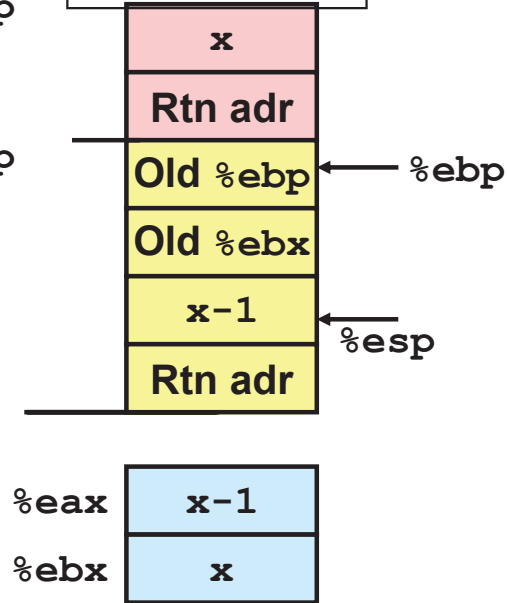 x
Rtn adr
Old %ebp %ebp
Old %ebx
x-1
%esp
Rtn adr
%eax x-1
%ebx x